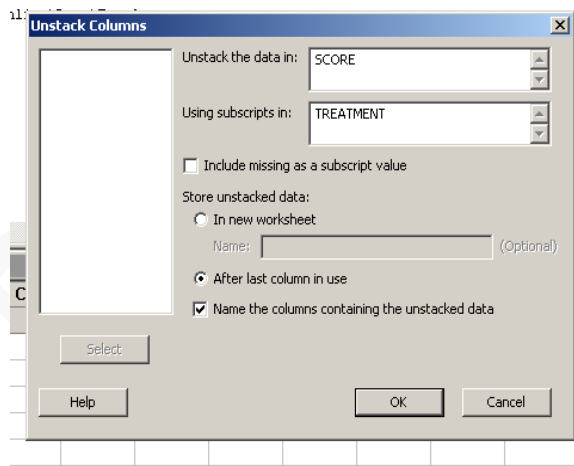 Unstack Columns
Unstack the data in: SCORE
Using subscripts in: TREATMENT
Include missing as a subscript value
Store unstacked data:
In new worksheet
Name: (Optional)
After last column in use
Name the columns containing the unstacked data
C
Select
Help OK Cancel